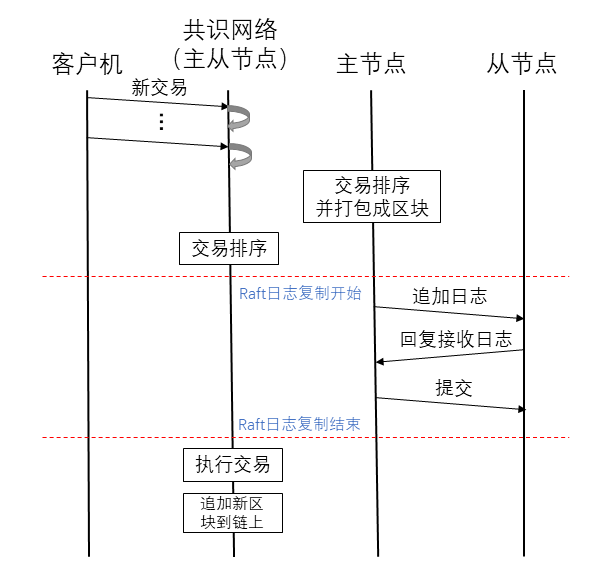 客户机
共识网络
（主从节点）
主节点
从节点
新交易
…
交易排序
并打包成区块
交易排序
Raft日志复制开始
追加日志
回复接收日志
提交
Raft日志复制结束
执行交易
追加新区
块到链上